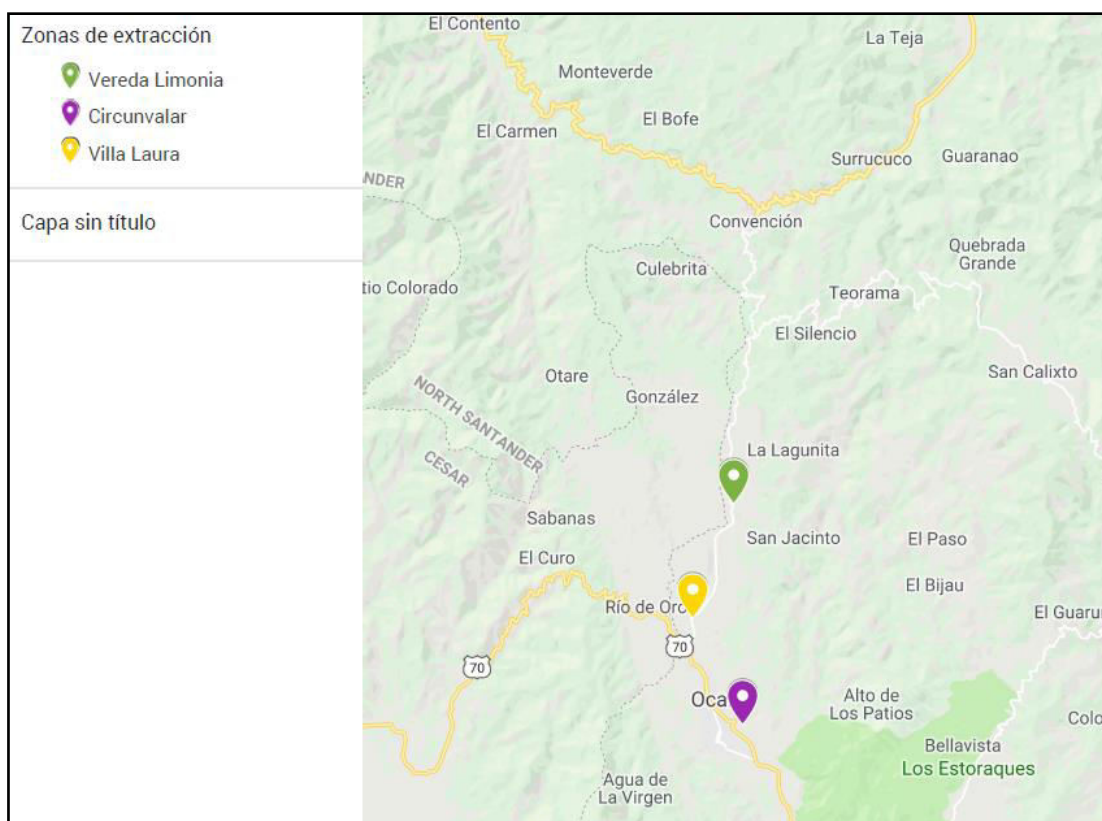 Zonas de extracción
Vereda Limonia
Circunvalar
Villa Laura
Capa sin título
El Contento
La Teja
Monteverde
El Bofe
El Carmen
Surrucuco
Guaranao
NDER
Convención
Quebrada
Grande
Culebrita
tio Colorado
Teorama
El Silencio
San Calixto
Otare
González
NORTH SANTANDER
CESAR
La Lagunita
Sabanas
San Jacinto
El Paso
El Curo
El Bijau
Río de Oro
El Guaru
70
70
Oca
Alto de
Los Patios
Colo
Bellavista
Los Estoraques
Agua de
La Virgen